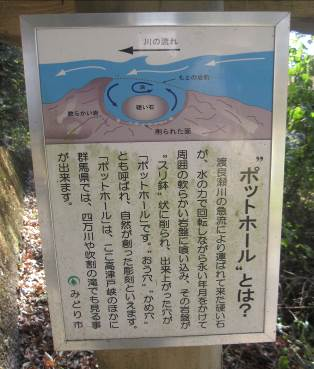 川の流れ
もとの岩肌
渦
硬い石
軟らかい岩
削られた面
"ポットホール"とは?
渡良瀬川の急流により運ばれて来た硬い石
が、水の力で回転しながら永い年月をかけて
周囲の軟らかい岩盤に喰い込み、その岩盤が
"スリ鉢"状に削られ、出来上がった穴が
「ポットホール」です。"おう穴"、"かめ穴"
とも呼ばれ、自然が創った彫刻といえます。
「ポットホール」は、ここ高津戸峡のほかに
群馬県では、四万川や吹割の滝でも見る事
が出来ます。
みどり市